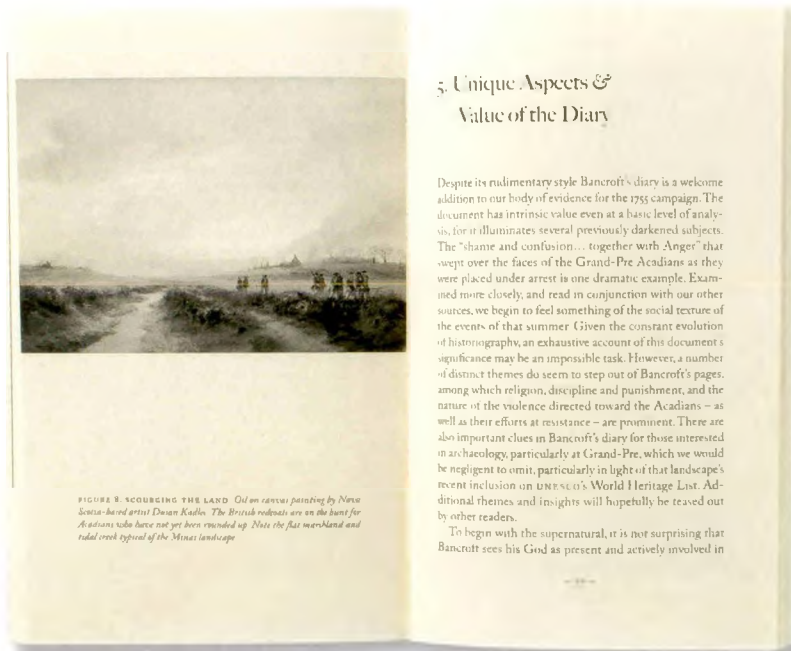 FIGURE 8. SCOURGING THE LAND Oil on canvas painting by Nova
Scotia-based artist Dusan Kadlec. The British redcoats are on the hunt for
Acadians who have not yet been rounded up. Note the flat marshland and
tidal creek typical of the Minas landscape
5. Unique Aspects &
Value of the Diary
Despite its rudimentary style Bancroft's diary is a welcome
addition to our body of evidence for the 1755 campaign. The
document has intrinsic value even at a basic level of analy-
sis, for it illuminates several previously darkened subjects.
The "shame and confusion... together with Anger" that
swept over the faces of the Grand-Pre Acadians as they
were placed under arrest is one dramatic example. Exam-
ined more closely, and read in conjunction with our other
sources, we begin to feel something of the social texture of
the events of that summer Given the constant evolution
of historiography, an exhaustive account of this document's
significance may be an impossible task. However, a number
of distinct themes do seem to step out of Bancroft's pages,
among which religion, discipline and punishment, and the
nature of the violence directed toward the Acadians – as
well as their efforts at resistance – are prominent. There are
also important clues in Bancroft's diary for those interested
in archaeology, particularly at Grand-Pre, which we would
be negligent to omit, particularly in light of that landscape's
recent inclusion on UNESCO's World Heritage List. Ad-
ditional themes and insights will hopefully be teased out
by other readers.
To begin with the supernatural, it is not surprising that
Bancroft sees his God as present and actively involved in